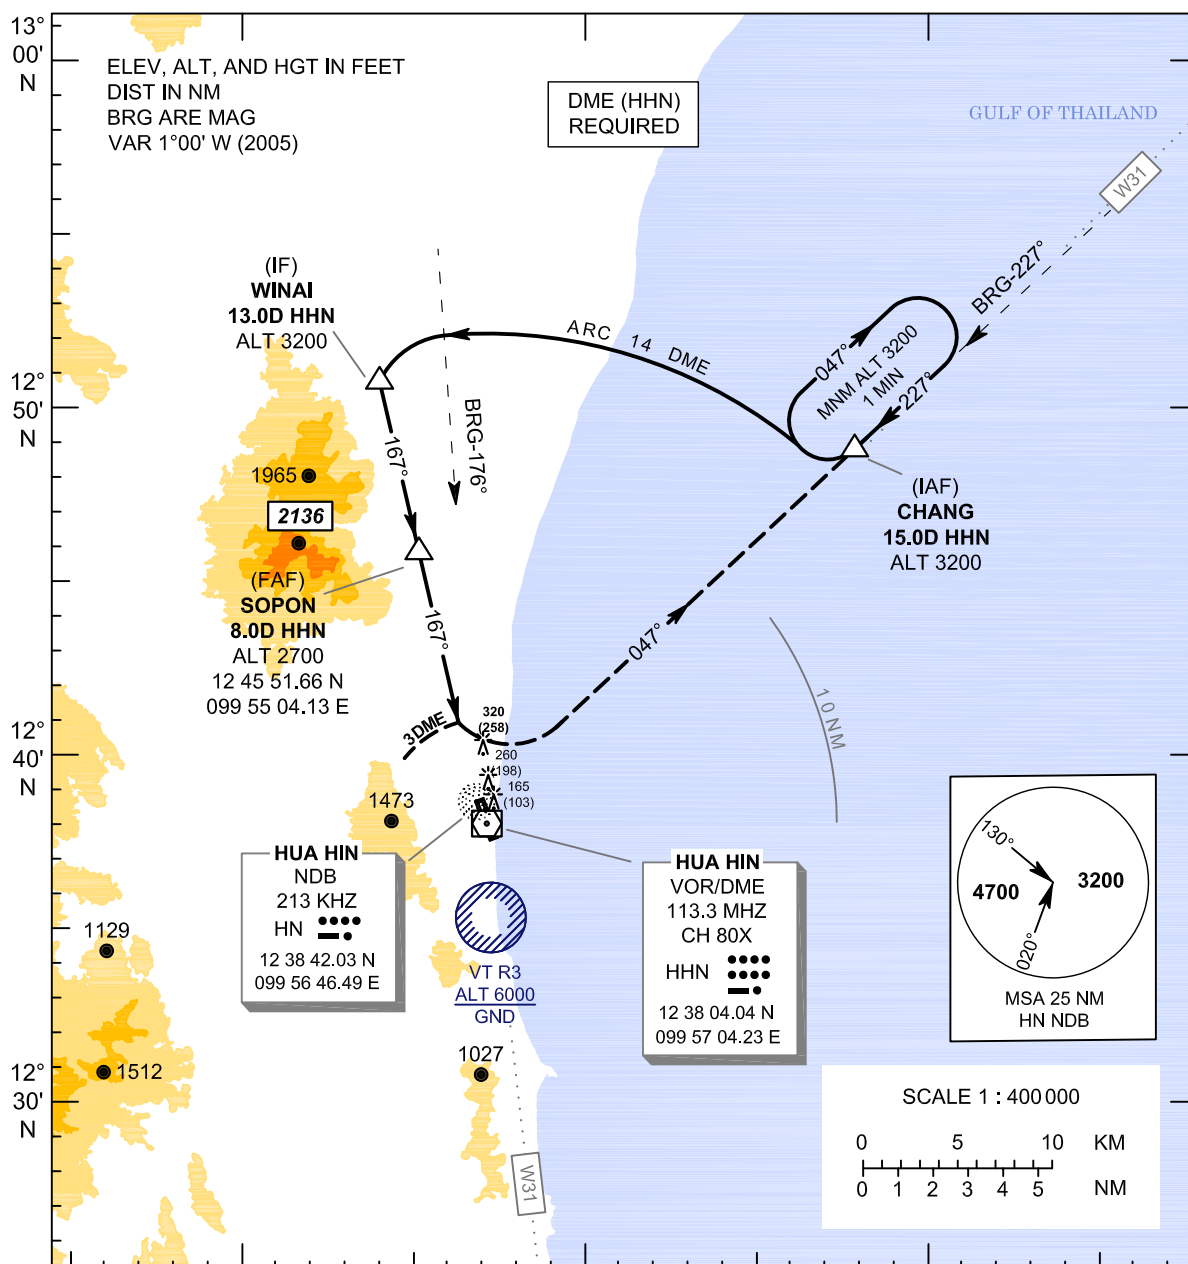 13°
00'
N
ELEV, ALT, AND HGT IN FEET
DIST IN NM
BRG ARE MAG
VAR 1°00' W (2005)
DME (HHN)
REQUIRED
GULF OF THAILAND
W31
BRG-227°
(IF)
WINAI
13.0D HHN
ALT 3200
ARC 14 DME
047°
MNM ALT 3200
1 MIN
227°
12°
50'
N
BRG-176°
167°
1965
2136
(IAF)
CHANG
15.0D HHN
ALT 3200
(FAF)
SOPON
8.0D HHN
ALT 2700
12 45 51.66 N
099 55 04.13 E
167°
047°
10 NM
3DME
320
(258)
260
(198)
165
(103)
12°
40'
N
1473
HUA HIN
NDB
213 KHZ
HN
12 38 42.03 N
099 56 46.49 E
HUA HIN
VOR/DME
113.3 MHZ
CH 80X
HHN
12 38 04.04 N
099 57 04.23 E
130°
4700
3200
020°
MSA 25 NM
HN NDB
1129
VT R3
ALT 6000
GND
1512
1027
12°
30'
N
W31
SCALE 1 : 400 000
0 5 10 KM
0 1 2 3 4 5 NM